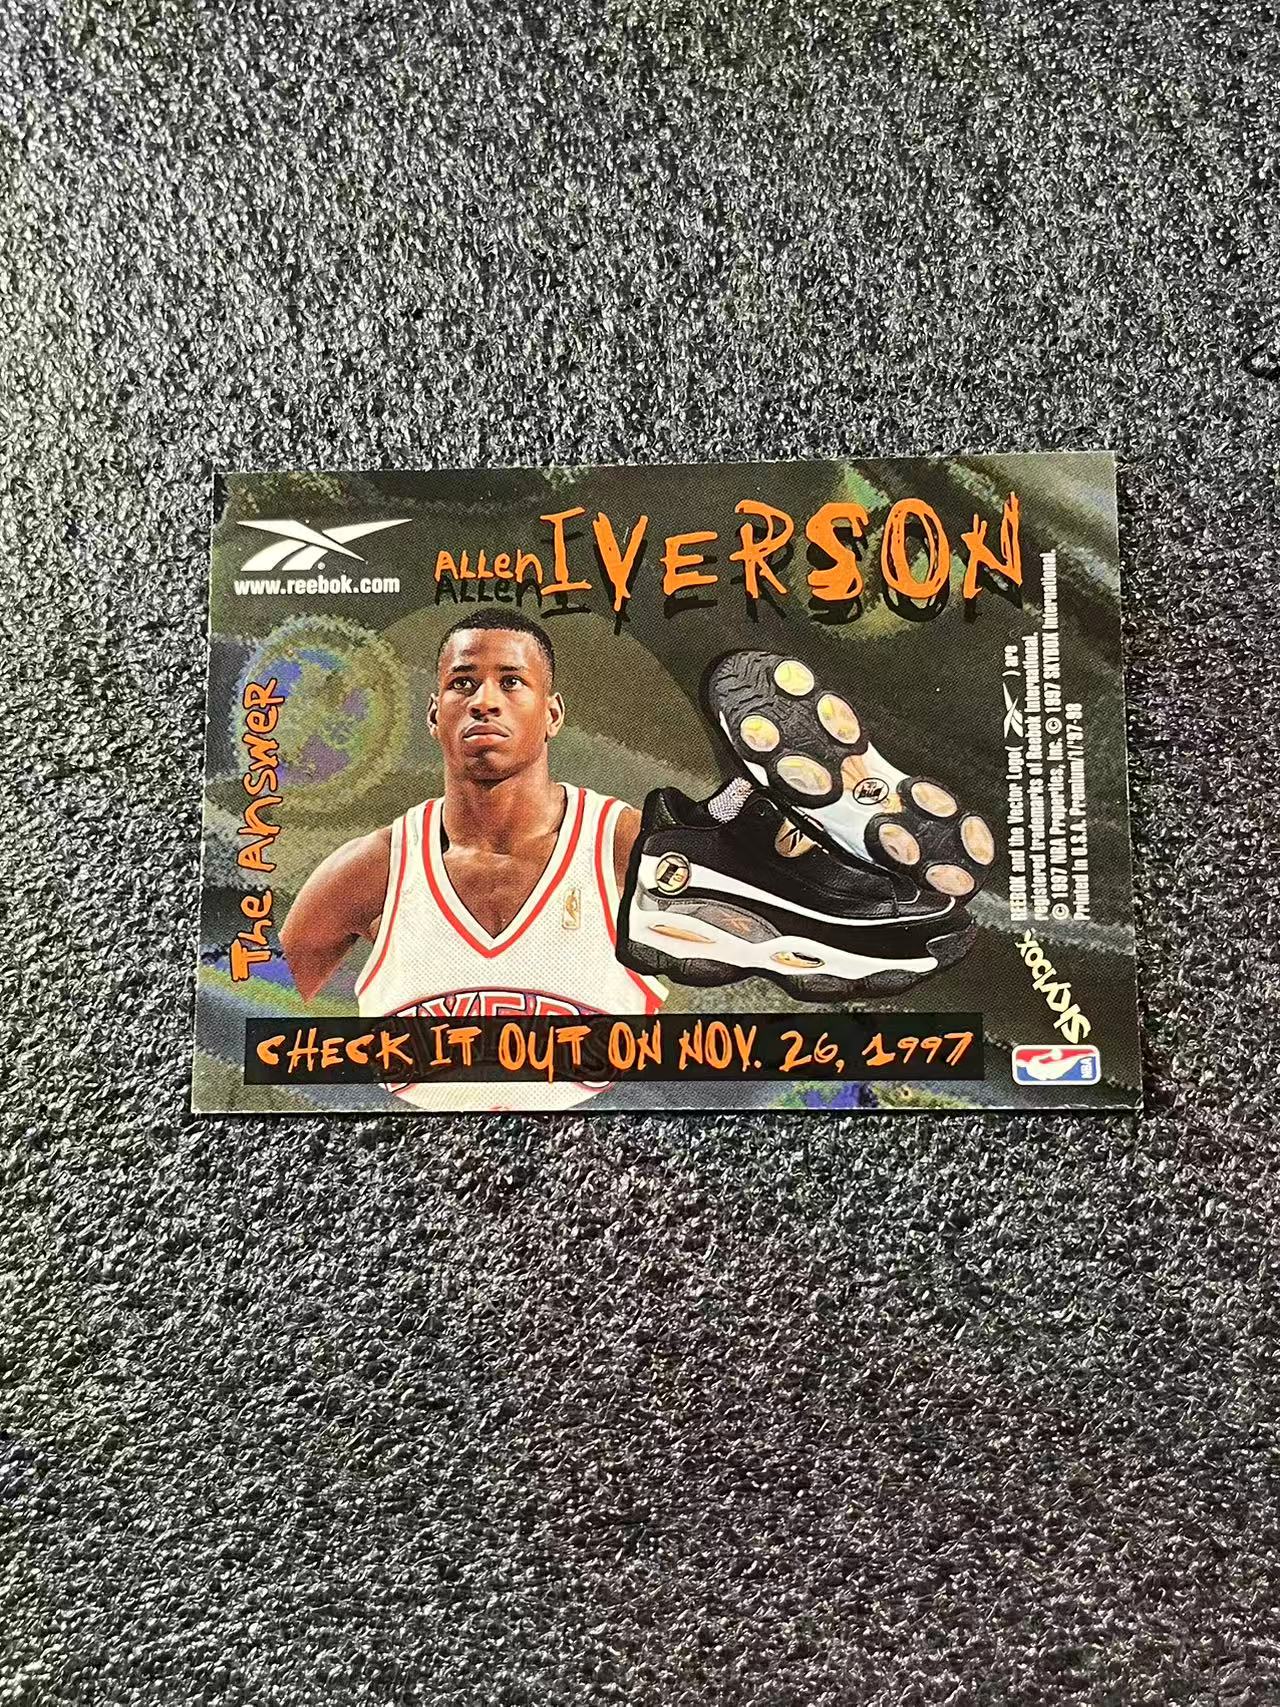 www.reebok.com
Allen IVERSON
The Answer
CHECK IT OUT ON NOV. 26, 1997
REEBOK and the Vector Logo( ) are
registered trademarks of Reebok International.
© 1997 NBA Properties, Inc. © 1997 SKYBOX International.
Printed in U.S.A. Premium/1/'97-98
SkyBox
NBA